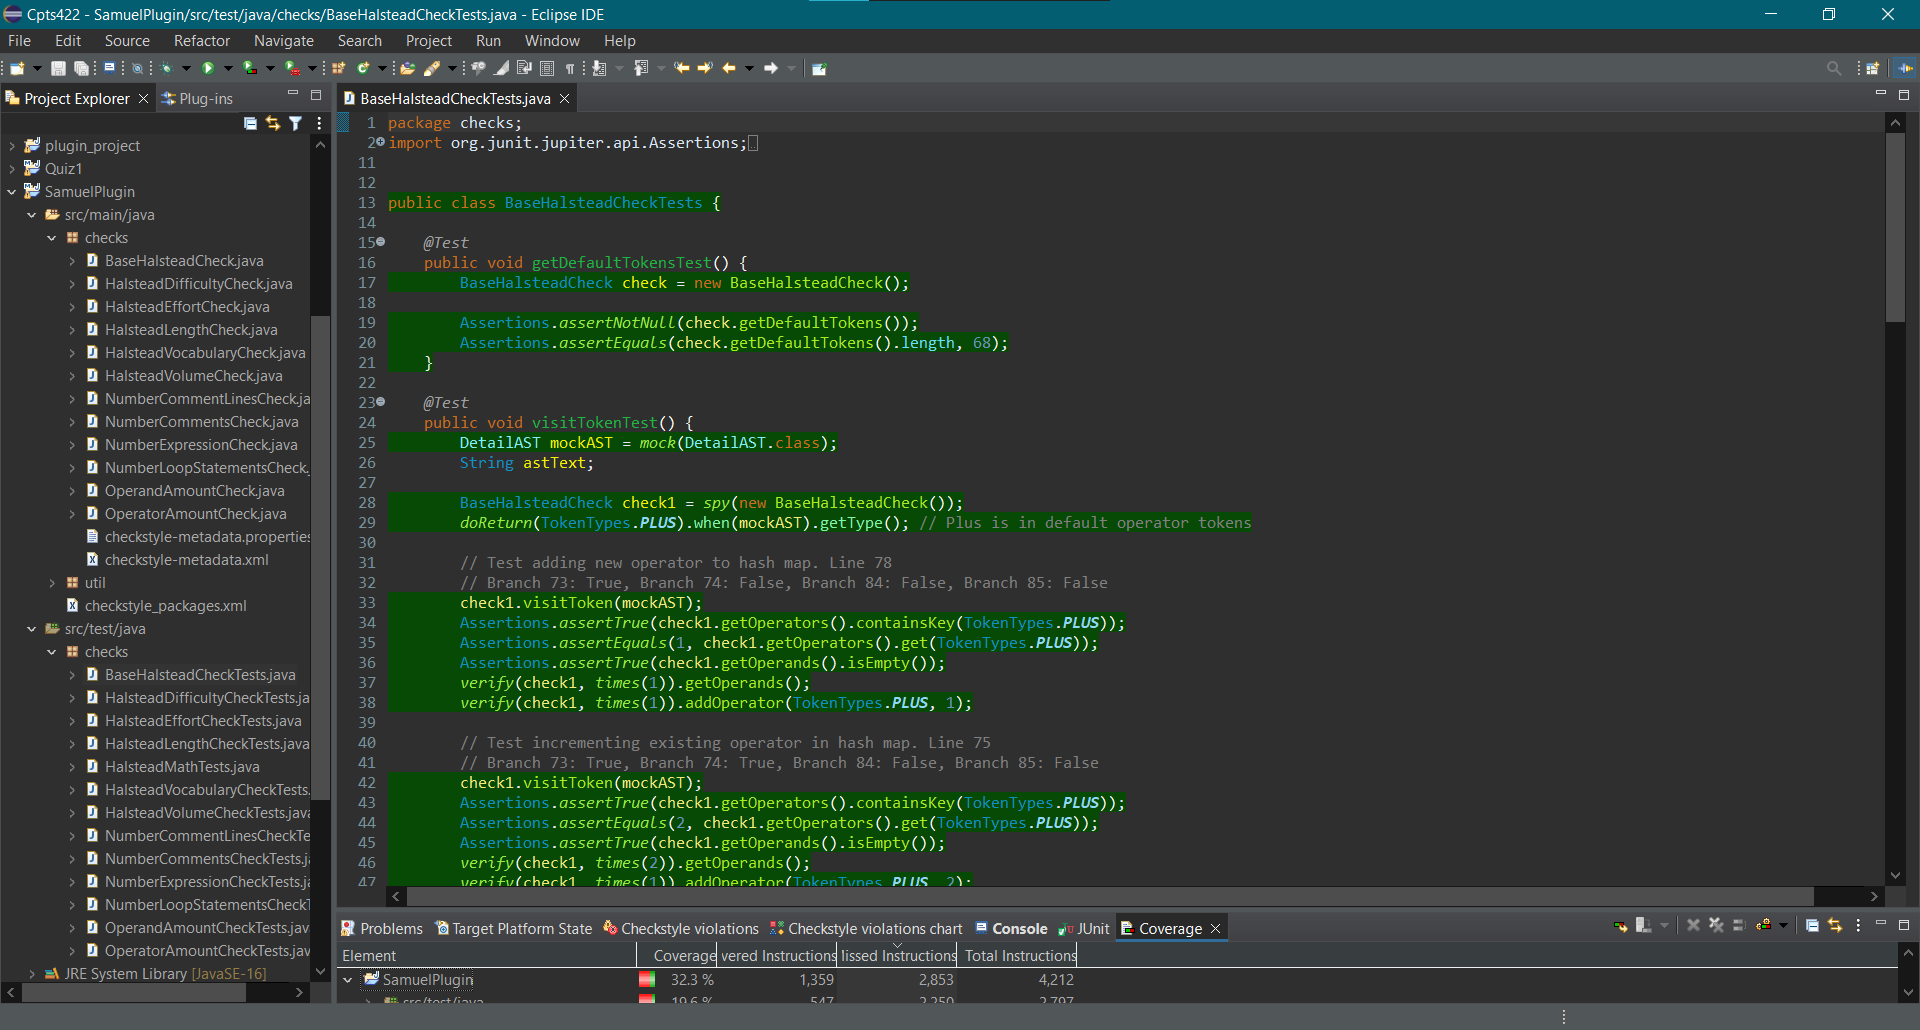 Cpts422 - SamuelPlugin/src/test/java/checks/BaseHalsteadCheckTests.java - Eclipse IDE
File Edit Source Refactor Navigate Search Project Run Window Help
Project Explorer
Plug-ins
plugin_project
Quiz1
SamuelPlugin
src/main/java
checks
BaseHalsteadCheck.java
HalsteadDifficultyCheck.java
HalsteadEffortCheck.java
HalsteadLengthCheck.java
HalsteadVocabularyCheck.java
HalsteadVolumeCheck.java
NumberCommentLinesCheck.ja
NumberCommentsCheck.java
NumberExpressionCheck.java
NumberLoopStatementsCheck.
OperandAmountCheck.java
OperatorAmountCheck.java
checkstyle-metadata.properties
checkstyle-metadata.xml
util
checkstyle_packages.xml
src/test/java
checks
BaseHalsteadCheckTests.java
HalsteadDifficultyCheckTests.ja
HalsteadEffortCheckTests.java
HalsteadLengthCheckTests.java
HalsteadMathTests.java
HalsteadVocabularyCheckTests.
HalsteadVolumeCheckTests.java
NumberCommentLinesCheckTe
NumberCommentsCheckTests.j
NumberExpressionCheckTests.ja
NumberLoopStatementsCheckT
OperandAmountCheckTests.jav
OperatorAmountCheckTests.jav
JRE System Library [JavaSE-16]
BaseHalsteadCheckTests.java
1 package checks;
2 import org.junit.jupiter.api.Assertions;
11
12
13 public class BaseHalsteadCheckTests {
14
15 @Test
16 public void getDefaultTokensTest() {
17 BaseHalsteadCheck check = new BaseHalsteadCheck();
18
19 Assertions.assertNotNull(check.getDefaultTokens());
20 Assertions.assertEquals(check.getDefaultTokens().length, 68);
21 }
22
23 @Test
24 public void visitTokenTest() {
25 DetailAST mockAST = mock(DetailAST.class);
26 String astText;
27
28 BaseHalsteadCheck check1 = spy(new BaseHalsteadCheck());
29 doReturn(TokenTypes.PLUS).when(mockAST).getType(); // Plus is in default operator tokens
30
31 // Test adding new operator to hash map. Line 78
32 // Branch 73: True, Branch 74: False, Branch 84: False, Branch 85: False
33 check1.visitToken(mockAST);
34 Assertions.assertTrue(check1.getOperators().containsKey(TokenTypes.PLUS));
35 Assertions.assertEquals(1, check1.getOperators().get(TokenTypes.PLUS));
36 Assertions.assertTrue(check1.getOperands().isEmpty());
37 verify(check1, times(1)).getOperands();
38 verify(check1, times(1)).addOperator(TokenTypes.PLUS, 1);
39
40 // Test incrementing existing operator in hash map. Line 75
41 // Branch 73: True, Branch 74: True, Branch 84: False, Branch 85: False
42 check1.visitToken(mockAST);
43 Assertions.assertTrue(check1.getOperators().containsKey(TokenTypes.PLUS));
44 Assertions.assertEquals(2, check1.getOperators().get(TokenTypes.PLUS));
45 Assertions.assertTrue(check1.getOperands().isEmpty());
46 verify(check1, times(2)).getOperands();
47 verify(check1, times(1)).addOperator(TokenTypes.PLUS, 2);
Problems Target Platform State Checkstyle violations Checkstyle violations chart Console JUnit Coverage
Element Coverage vered Instructions lissed Instructions Total Instructions
SamuelPlugin 32.3 % 1,359 2,853 4,212
src/test/java 19.6 % 547 2,250 2,797